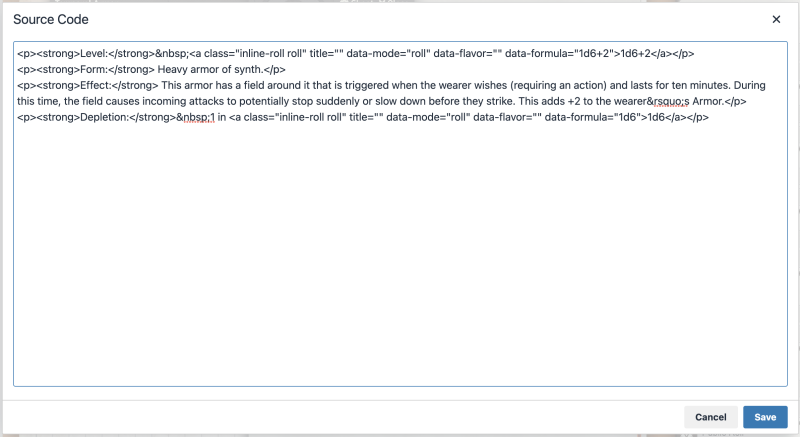 Source Code
<p><strong>Level:</strong>&nbsp;<a class="inline-roll roll" title="" data-mode="roll" data-flavor="" data-formula="1d6+2">1d6+2</a></p>
<p><strong>Form:</strong> Heavy armor of synth.</p>
<p><strong>Effect:</strong> This armor has a field around it that is triggered when the wearer wishes (requiring an action) and lasts for ten minutes. During
this time, the field causes incoming attacks to potentially stop suddenly or slow down before they strike. This adds +2 to the wearer&rsquo;s Armor.</p>
<p><strong>Depletion:</strong>&nbsp;1 in <a class="inline-roll roll" title="" data-mode="roll" data-flavor="" data-formula="1d6">1d6</a></p>
Cancel
Save